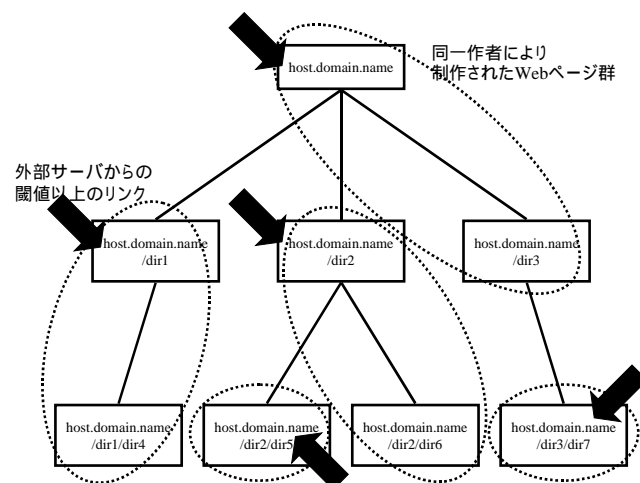 host.domain.name
同一作者により
制作されたWebページ群
外部サーバからの
閾値以上のリンク
host.domain.name
/dir1
host.domain.name
/dir2
host.domain.name
/dir3
host.domain.name
/dir1/dir4
host.domain.name
/dir2/dir5
host.domain.name
/dir2/dir6
host.domain.name
/dir3/dir7